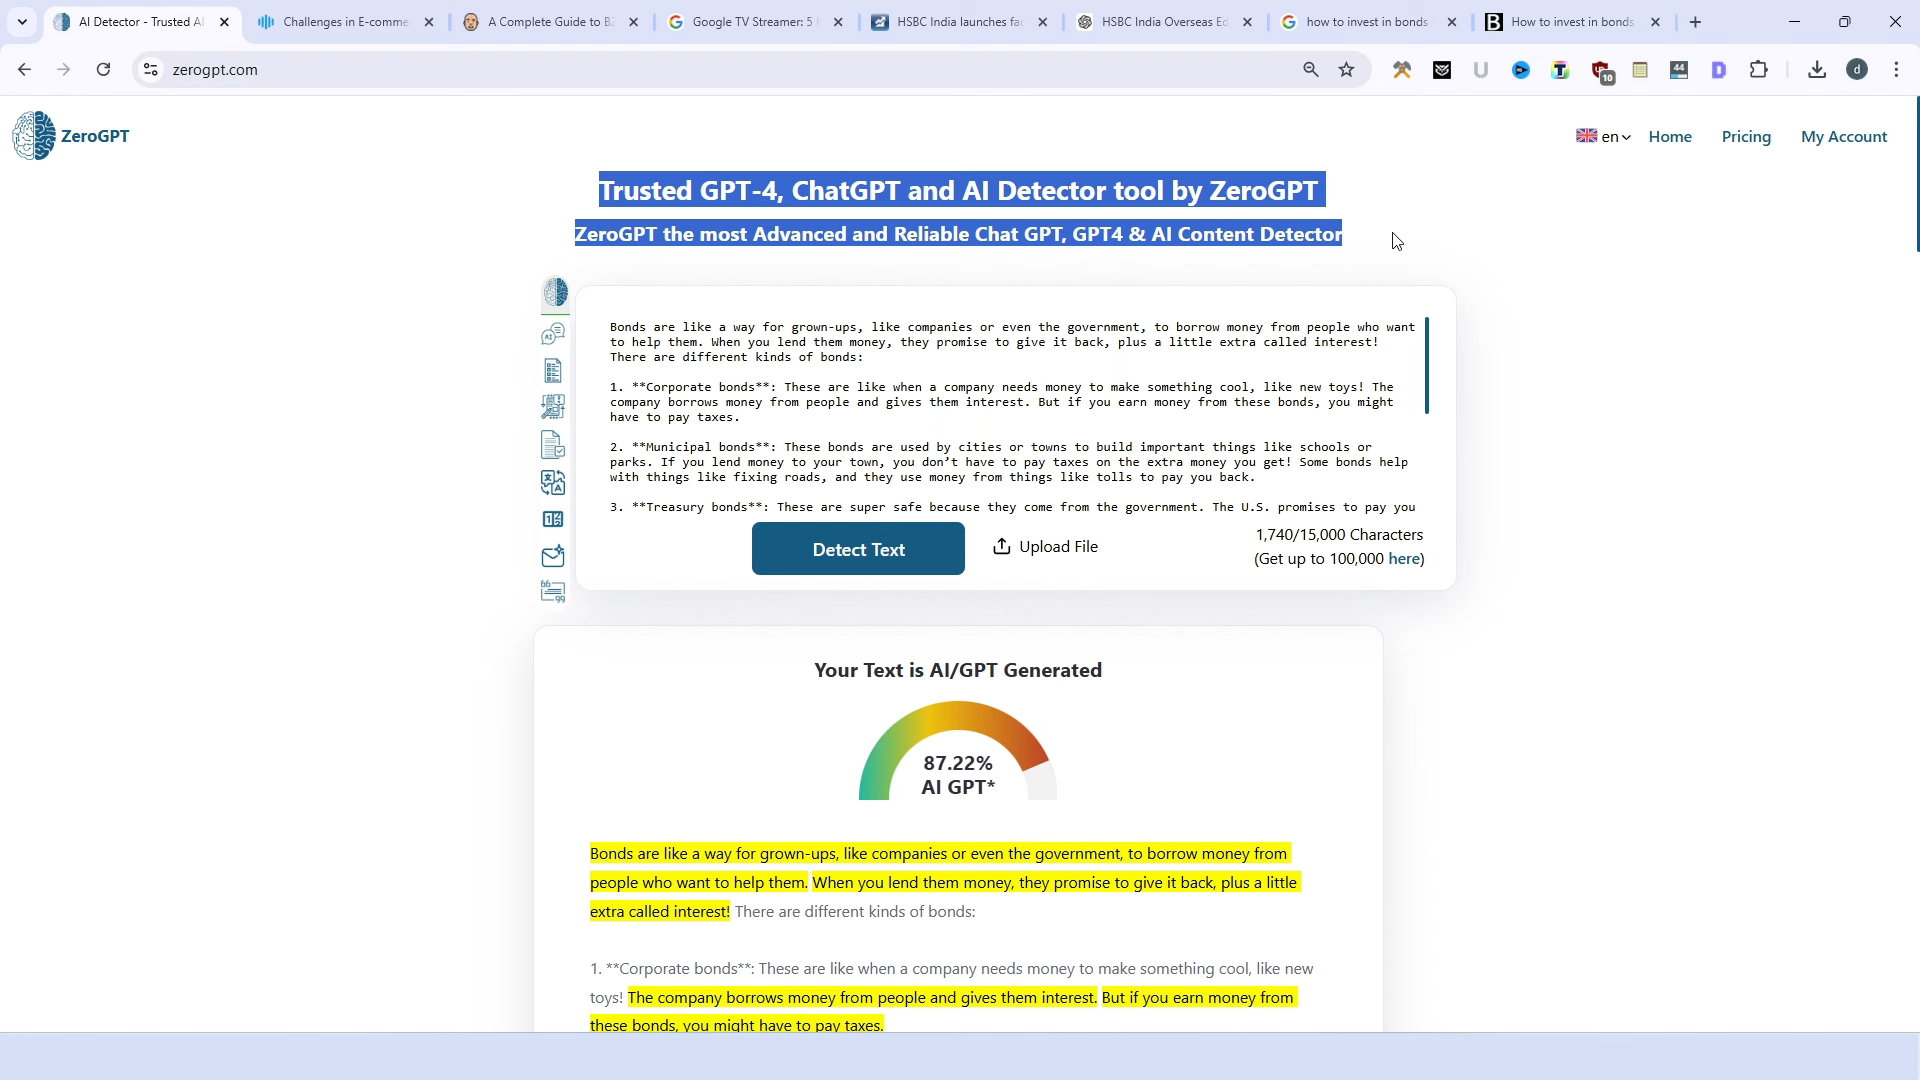 AI Detector - Trusted AI
Challenges in E-comme
A Complete Guide to B2
Google TV Streamer: 5
HSBC India launches fac
HSBC India Overseas Ed
how to invest in bonds
How to invest in bonds
zerogpt.com
10
44
D
d
ZeroGPT
en
Home
Pricing
My Account
Trusted GPT-4, ChatGPT and AI Detector tool by ZeroGPT
ZeroGPT the most Advanced and Reliable Chat GPT, GPT4 & AI Content Detector
Bonds are like a way for grown-ups, like companies or even the government, to borrow money from people who want
to help them. When you lend them money, they promise to give it back, plus a little extra called interest!
There are different kinds of bonds:
1. **Corporate bonds**: These are like when a company needs money to make something cool, like new toys! The
company borrows money from people and gives them interest. But if you earn money from these bonds, you might
have to pay taxes.
2. **Municipal bonds**: These bonds are used by cities or towns to build important things like schools or
parks. If you lend money to your town, you don’t have to pay taxes on the extra money you get! Some bonds help
with things like fixing roads, and they use money from things like tolls to pay you back.
3. **Treasury bonds**: These are super safe because they come from the government. The U.S. promises to pay you
Detect Text
Upload File
1,740/15,000 Characters
(Get up to 100,000 here)
Your Text is AI/GPT Generated
87.22%
AI GPT*
Bonds are like a way for grown-ups, like companies or even the government, to borrow money from
people who want to help them. When you lend them money, they promise to give it back, plus a little
extra called interest! There are different kinds of bonds:
1. **Corporate bonds**: These are like when a company needs money to make something cool, like new
toys! The company borrows money from people and gives them interest. But if you earn money from
these bonds, you might have to pay taxes.